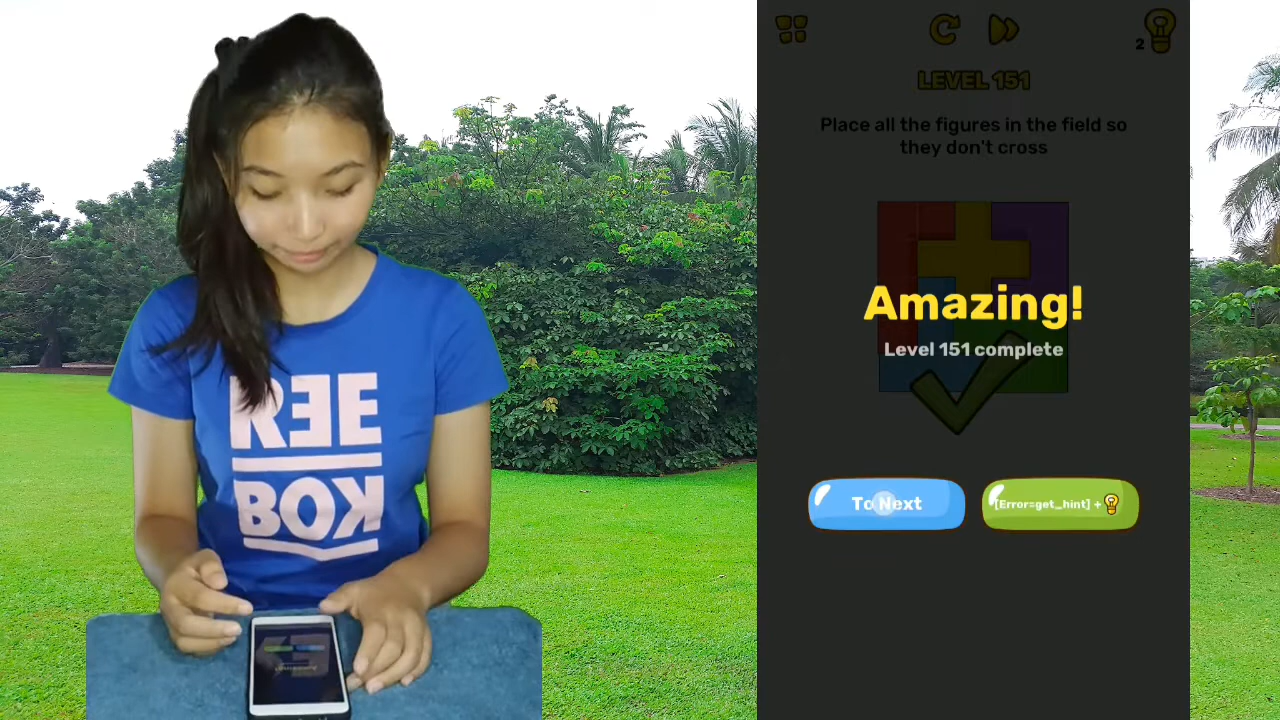 2
LEVEL 151
Place all the figures in the field so
they don't cross
Amazing!
Level 151 complete
To Next
[Error=get_hint] +
REE
BOK